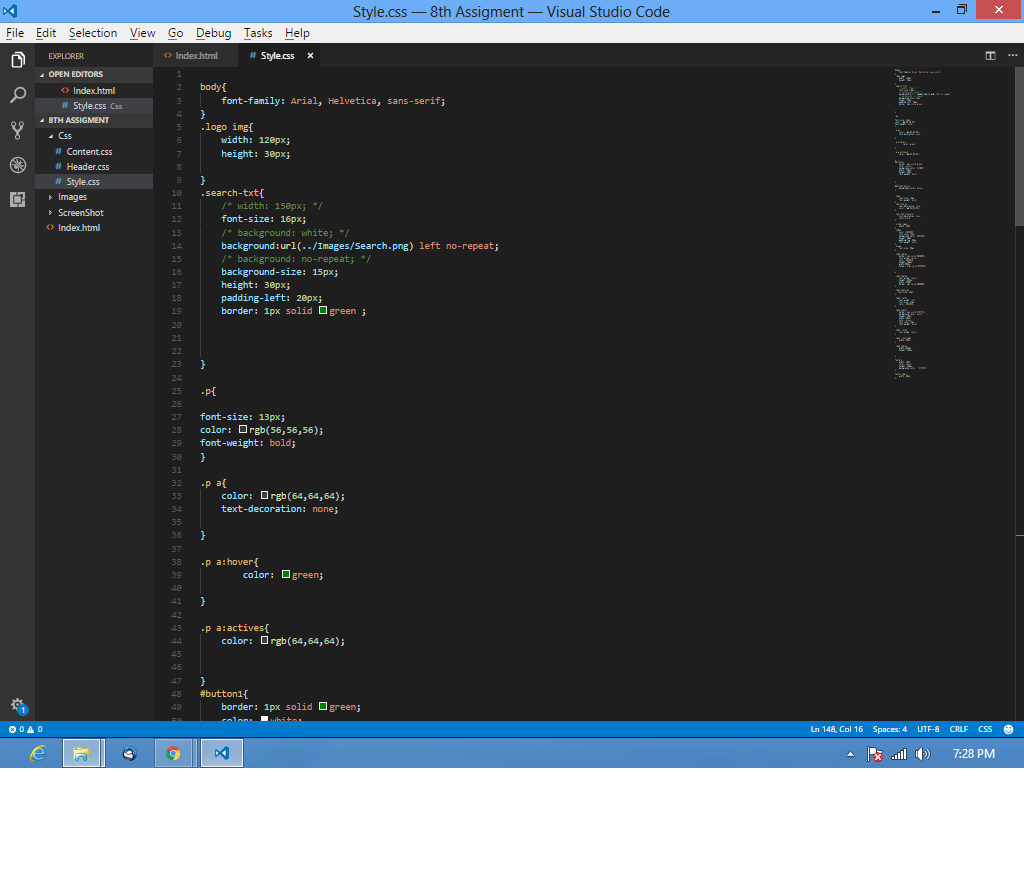 Style.css — 8th Assigment — Visual Studio Code
File Edit Selection View Go Debug Tasks Help
EXPLORER
OPEN EDITORS
Index.html
Style.css Css
8TH ASSIGMENT
Css
Content.css
Header.css
Style.css
Images
ScreenShot
Index.html
1
Index.html Style.css
1
2 body{
3 font-family: Arial, Helvetica, sans-serif;
4 }
5 .logo img{
6 width: 120px;
7 height: 30px;
8
9 }
10 .search-txt{
11 /* width: 150px; */
12 font-size: 16px;
13 /* background: white; */
14 background:url(../Images/Search.png) left no-repeat;
15 /* background: no-repeat; */
16 background-size: 15px;
17 height: 30px;
18 padding-left: 20px;
19 border: 1px solid green ;
20
21
22
23 }
24
25 .p{
26
27 font-size: 13px;
28 color: rgb(56,56,56);
29 font-weight: bold;
30 }
31
32 .p a{
33 color: rgb(64,64,64);
34 text-decoration: none;
35
36 }
37
38 .p a:hover{
39 color: green;
40
41 }
42
43 .p a:actives{
44 color: rgb(64,64,64);
45
46
47 }
48 #button1{
49 border: 1px solid green;
50 color: white;
0 0 Ln 148, Col 16 Spaces: 4 UTF-8 CRLF CSS
7:28 PM